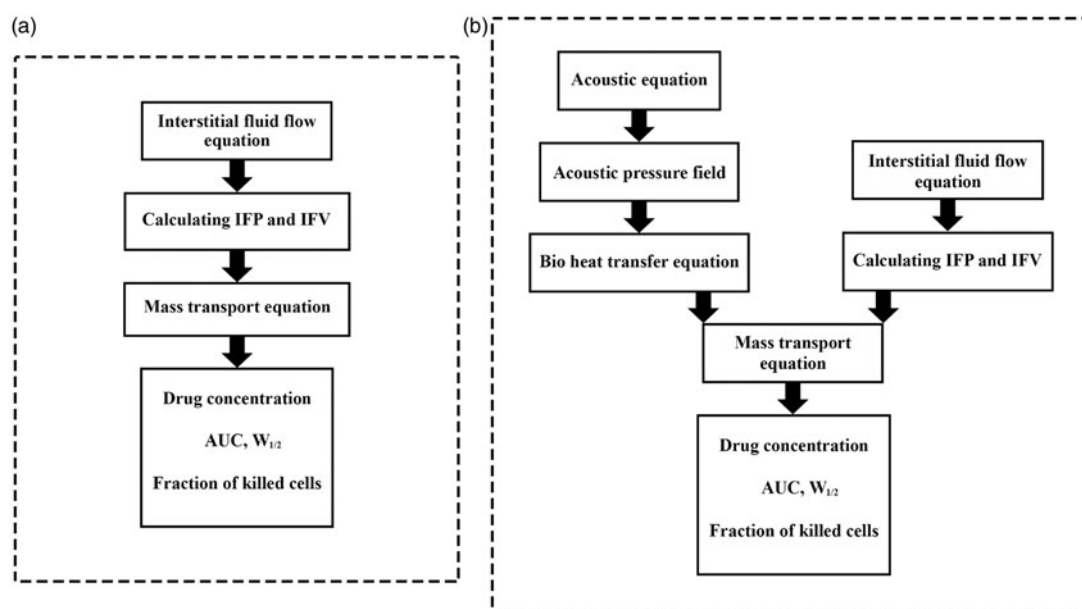 (a)
Interstitial fluid flow
equation
Calculating IFP and IFV
Mass transport equation
Drug concentration
AUC, W1/2
Fraction of killed cells
(b)
Acoustic equation
Acoustic pressure field
Bio heat transfer equation
Interstitial fluid flow
equation
Calculating IFP and IFV
Mass transport
equation
Drug concentration
AUC, W1/2
Fraction of killed cells